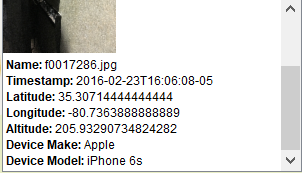 Name: f0017286.jpg
Timestamp: 2016-02-23T16:06:08-05
Latitude: 35.30714444444444
Longitude: -80.7363888888889
Altitude: 205.93290734824282
Device Make: Apple
Device Model: iPhone 6s